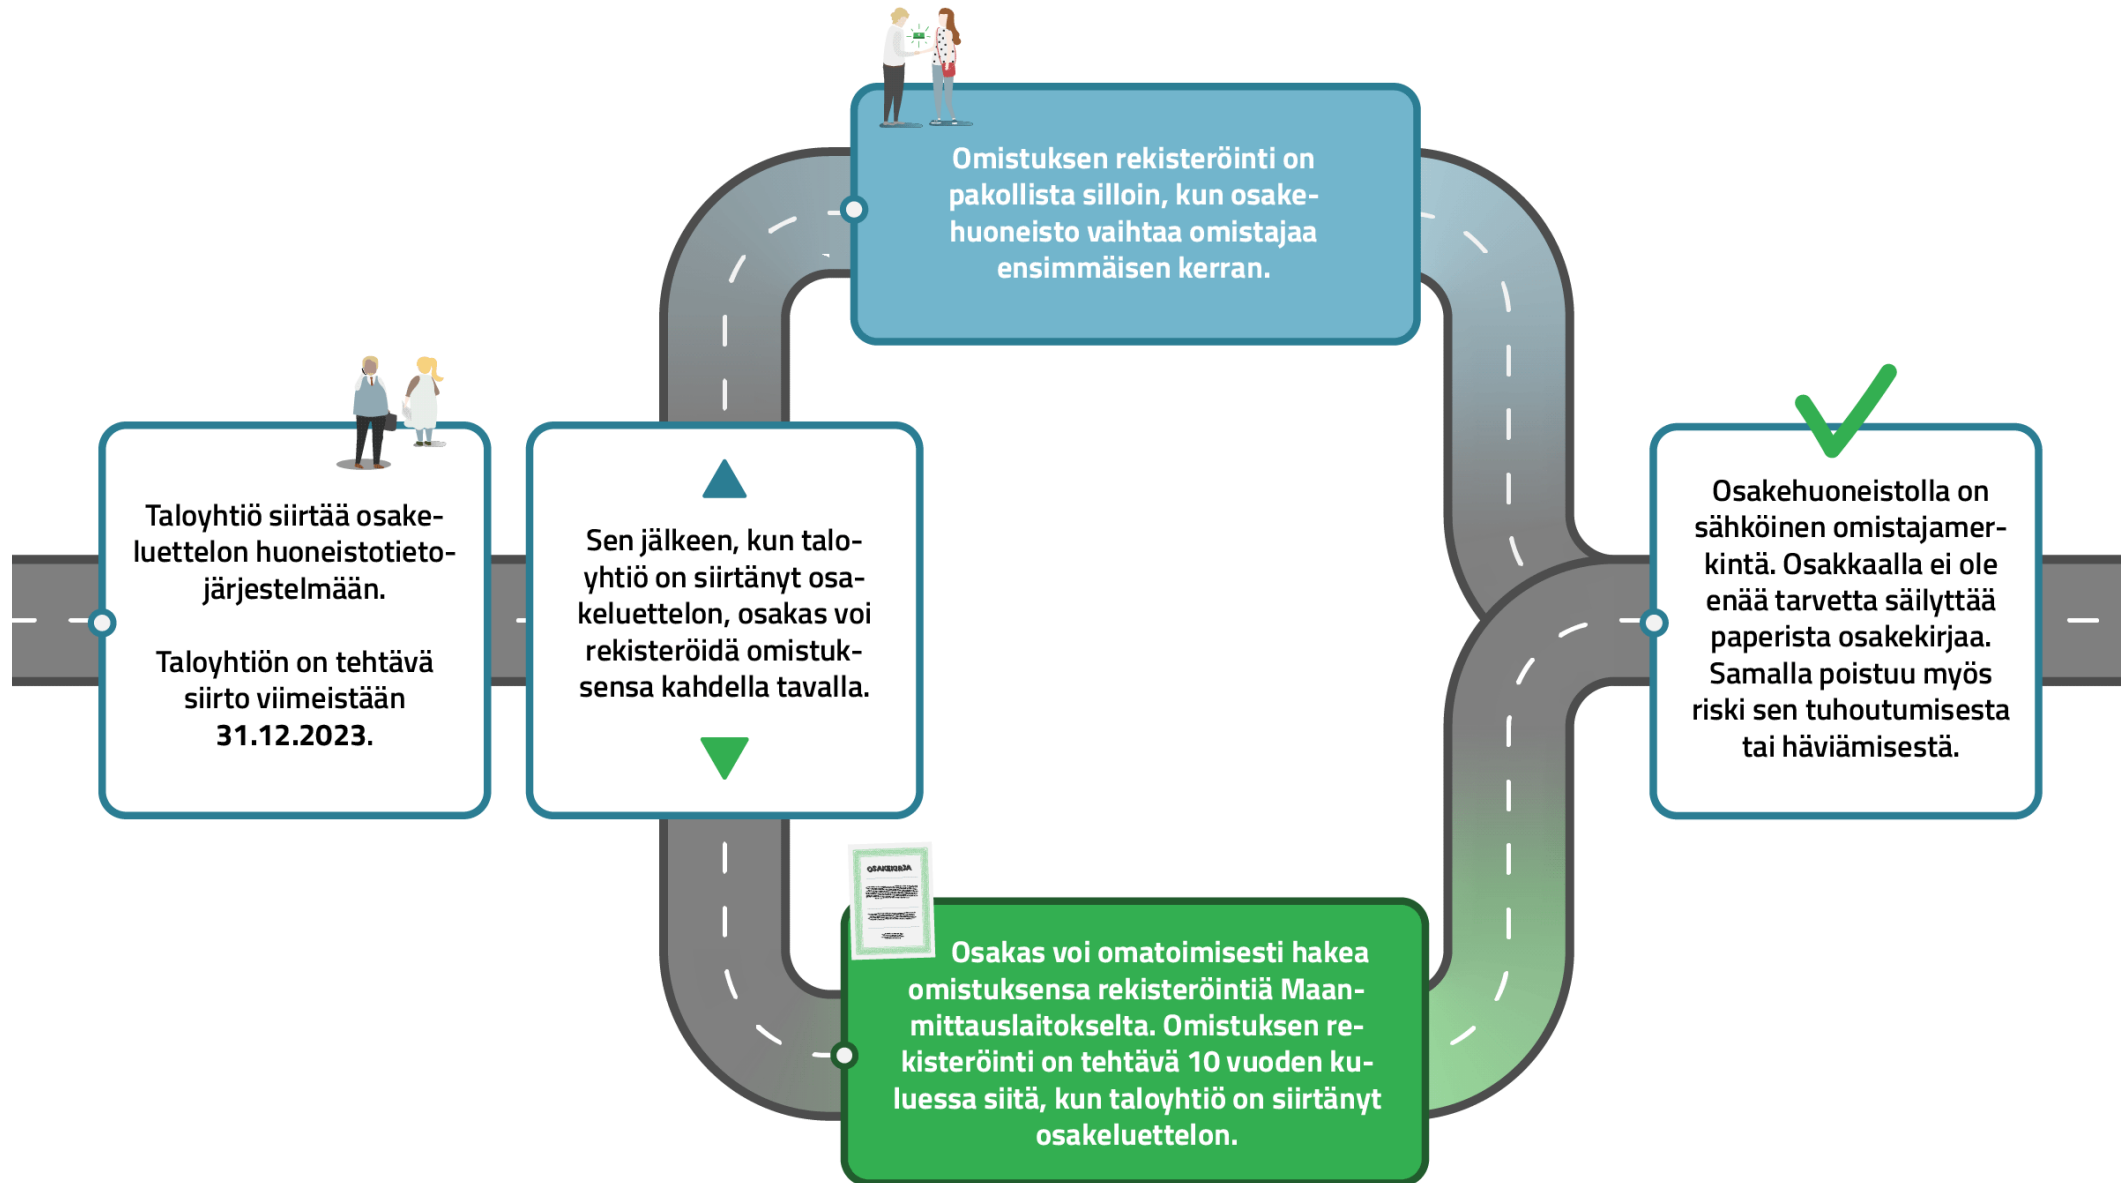 Omistuksen rekisteröinti on
pakollista silloin, kun osake-
huoneisto vaihtaa omistajaa
ensimmäisen kerran.
Taloyhtiö siirtää osake-
luettelon huoneistotieto-
järjestelmään.
Taloyhtiön on tehtävä
siirto viimeistään
31.12.2023.
Sen jälkeen, kun talo-
yhtiö on siirtänyt osa-
keluettelon, osakas voi
rekisteröidä omistuk-
sensa kahdella tavalla.
Osakehuoneistolla on
sähköinen omistajamer-
kintä. Osakkaalla ei ole
enää tarvetta säilyttää
paperista osakekirjaa.
Samalla poistuu myös
riski sen tuhoutumisesta
tai häviämisestä.
OSAKEKIRJA
Osakas voi omatoimisesti hakea
omistuksensa rekisteröintiä Maan-
mittauslaitokselta. Omistuksen re-
kisteröinti on tehtävä 10 vuoden ku-
luessa siitä, kun taloyhtiö on siirtänyt
osakeluettelon.